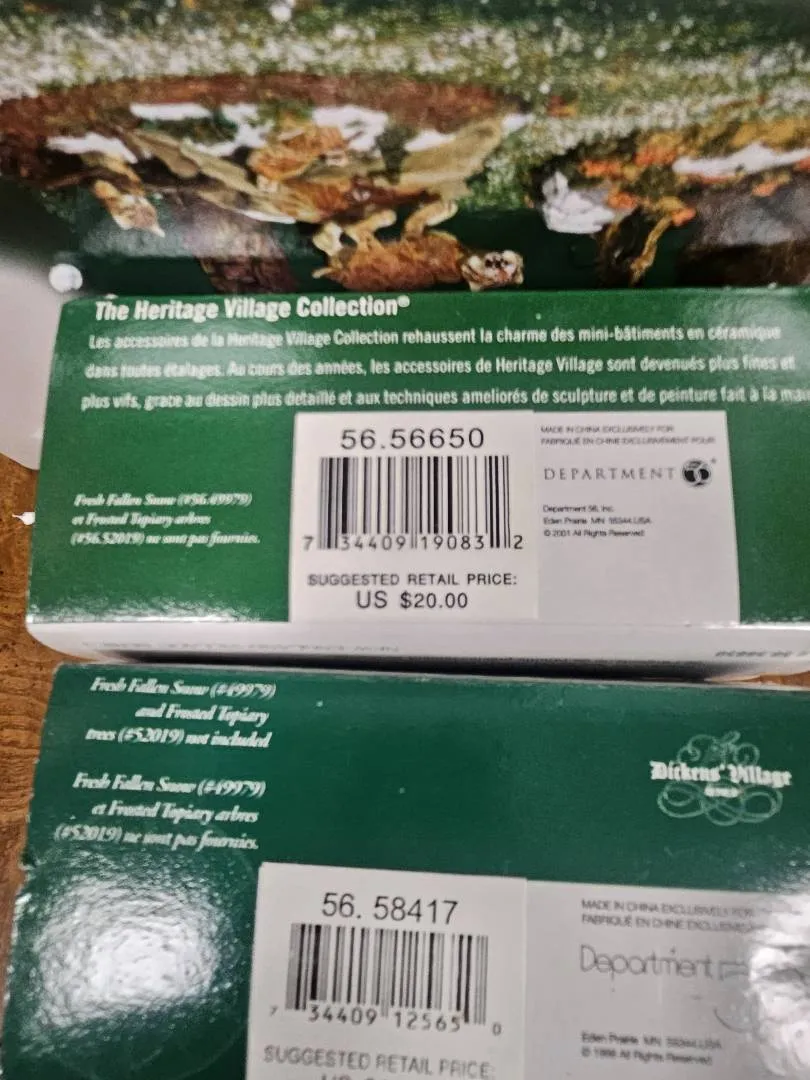 The Heritage Village Collection®
Les accessoires de la Heritage Village Collection rehaussent la charme des mini-bâtiments en céramique
dans toutes étalages. Au cours des années, les accessoires de Heritage Village sont devenués plus fines et
plus vifs, grace au dessin plus detaillé et aux techniques ameliorés de sculpture et de peinture fait à la
Fresh Fallen Snow (#56.49979)
et Frosted Topiary arbres
(#56.52019) ne sont pas fournies.
56.56650
7 34409 19083 2
SUGGESTED RETAIL PRICE:
US $20.00
MADE IN CHINA EXCLUSIVELY FOR
FABRIQUÉ EN CHINE EXCLUSIVEMENT POUR
DEPARTMENT 56
Department 56, Inc.
Eden Prairie MN 55344 USA
© 2001 All Rights Reserved
Fresh Fallen Snow (#49979)
and Frosted Topiary
trees (#52019) not included
Fresh Fallen Snow (#49979)
et Frosted Topiary arbres
(#52019) ne sont pas fournies.
Dickens' Village
SERIES
56. 58417
7 34409 12565 0
SUGGESTED RETAIL PRICE:
MADE IN CHINA EXCLUSIVELY FOR
FABRIQUÉ EN CHINE
Department
Eden Prairie MN 55344 USA
All Rights Reserved